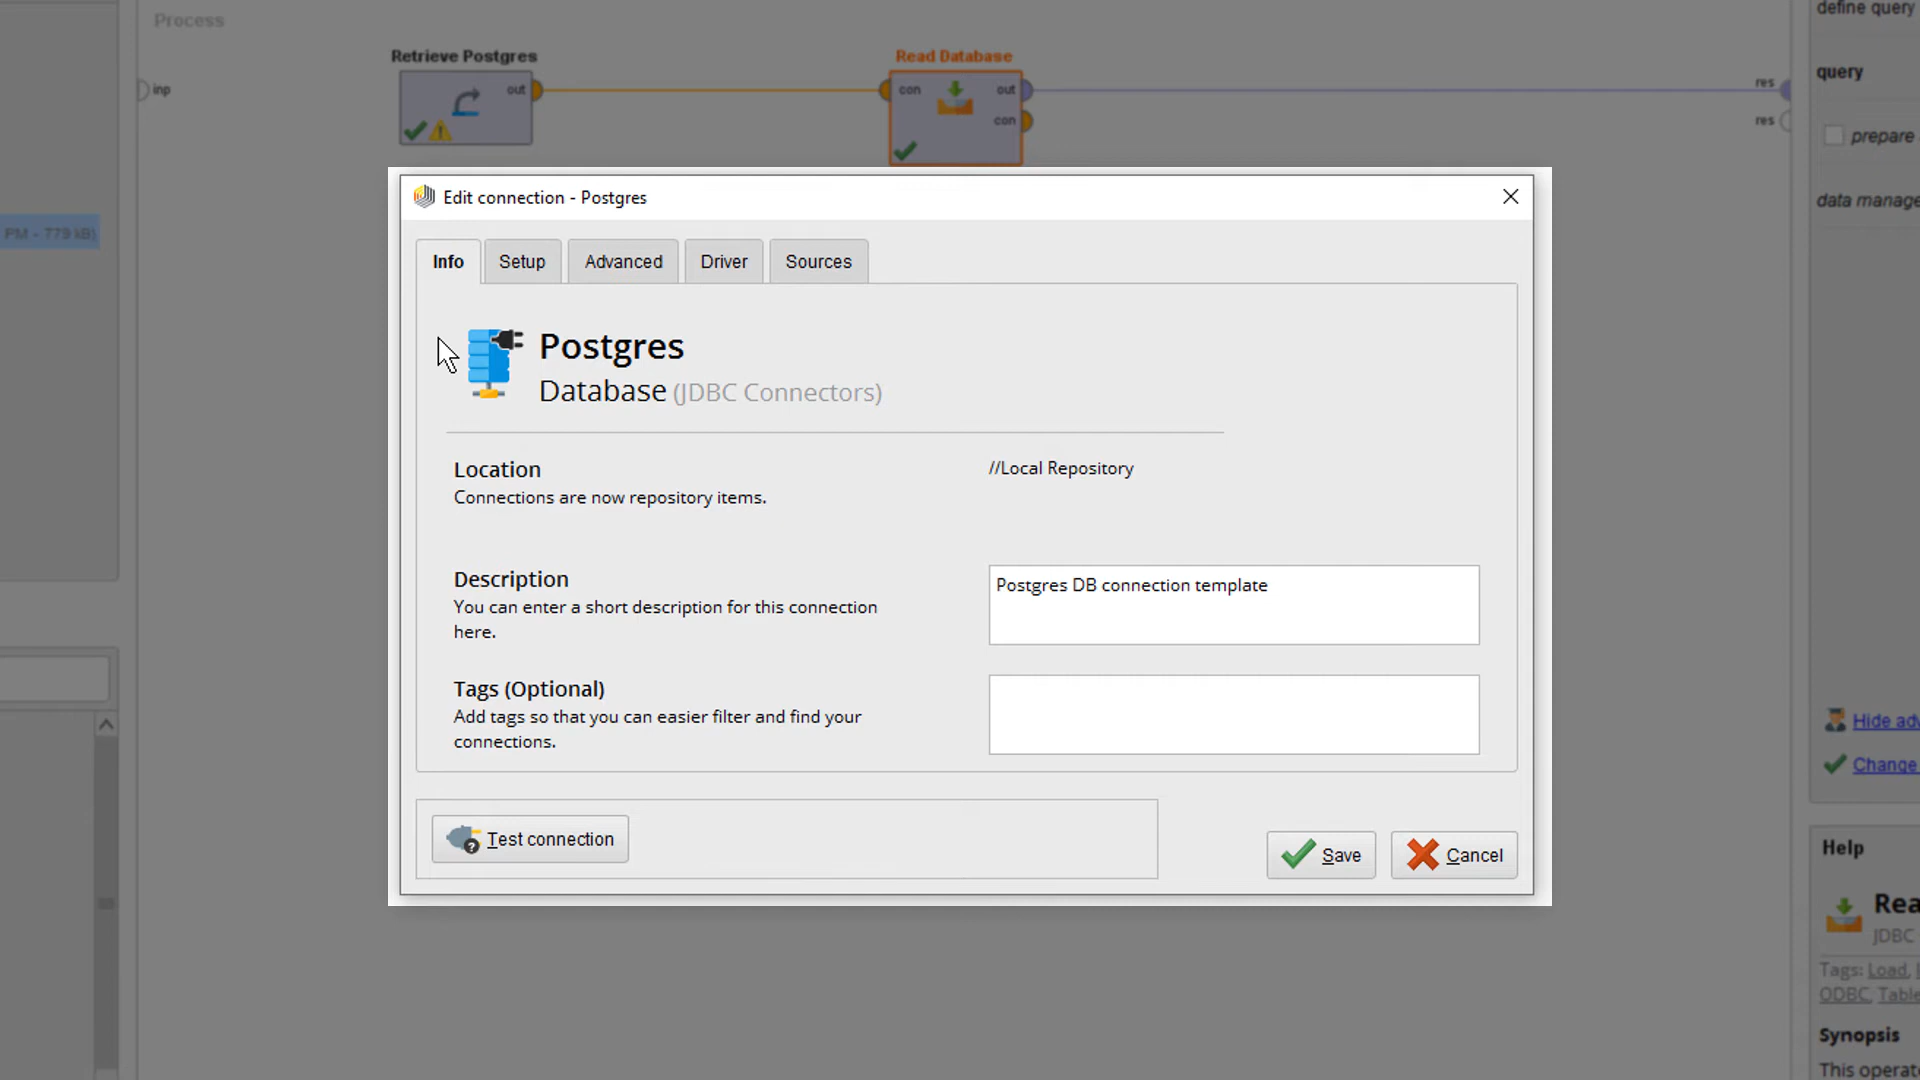 Process
define query
Retrieve Postgres
Read Database
query
inp
out
con
out
con
res
res
prepare
data manage
PM - 779 kB)
Edit connection - Postgres
Info
Setup
Advanced
Driver
Sources
Postgres
Database (JDBC Connectors)
Location
//Local Repository
Connections are now repository items.
Description
Postgres DB connection template
You can enter a short description for this connection
here.
Tags (Optional)
Add tags so that you can easier filter and find your
connections.
Hide adv
Change
Test connection
Save
Cancel
Help
Rea
JDBC
Tags: Load,
ODBC, Table
Synopsis
This operat